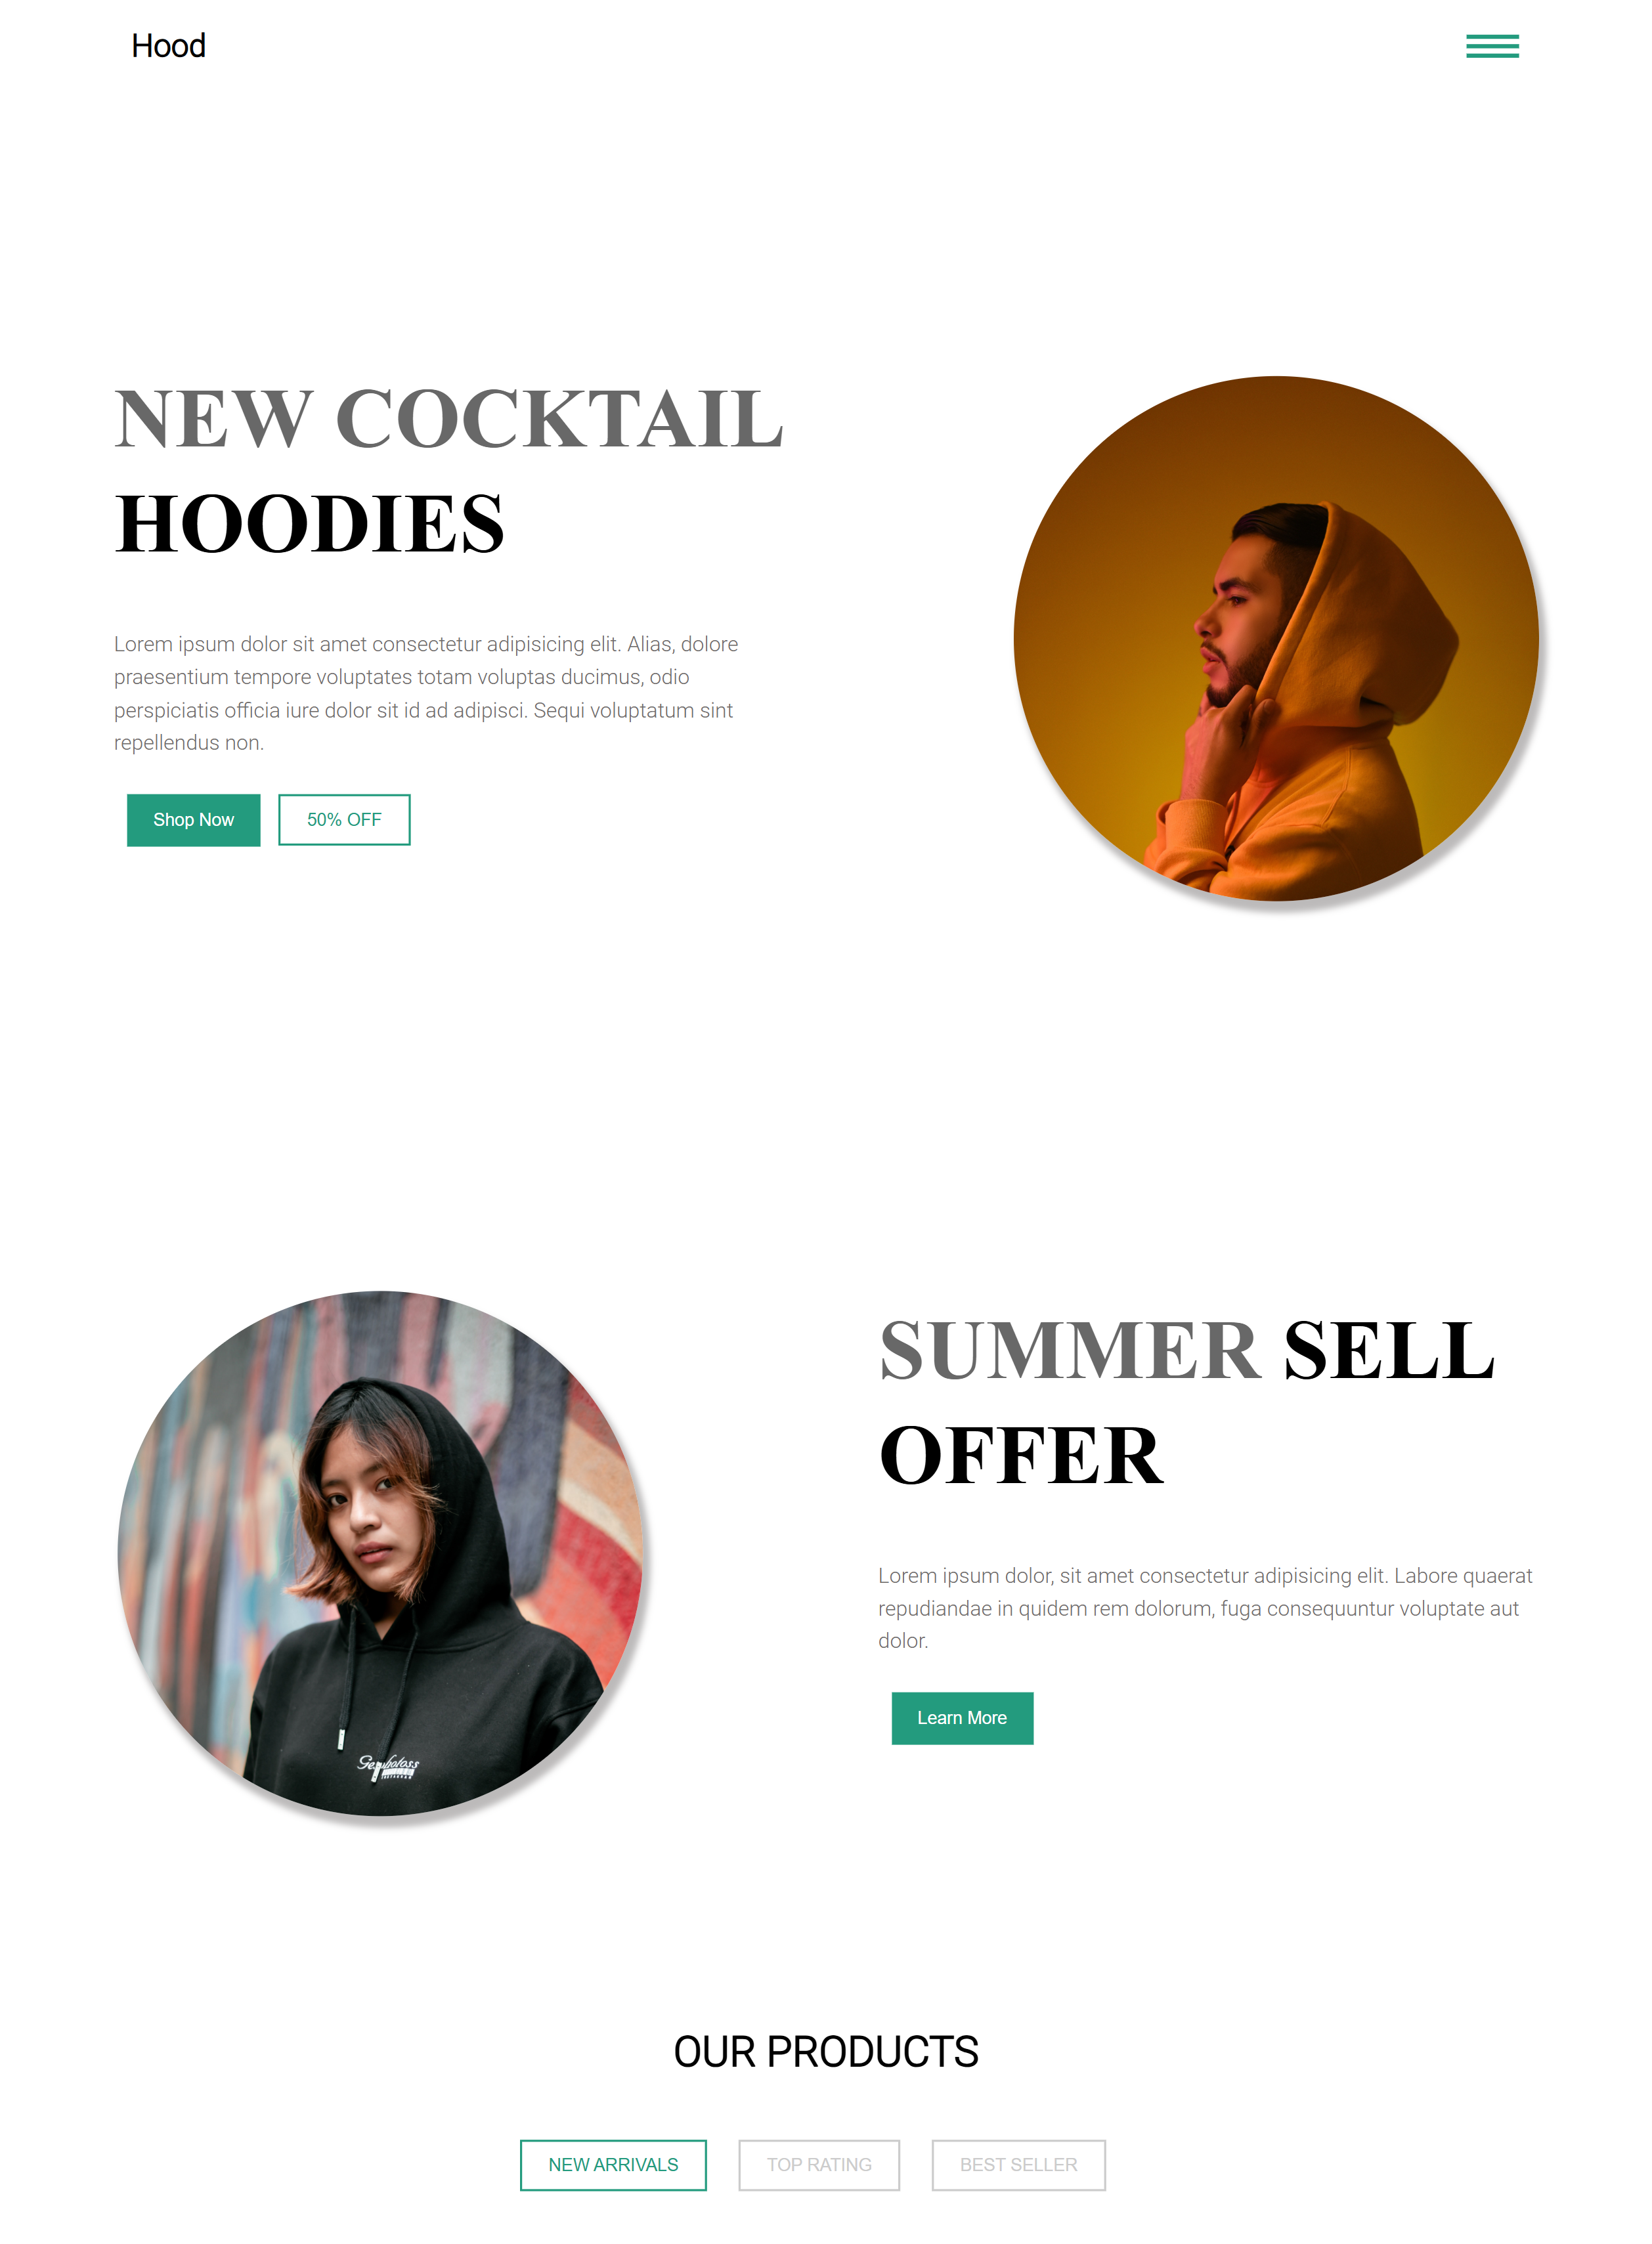 Hood
NEW COCKTAIL
HOODIES
Lorem ipsum dolor sit amet consectetur adipisicing elit. Alias, dolore
praesentium tempore voluptates totam voluptas ducimus, odio
perspiciatis officia iure dolor sit id ad adipisci. Sequi voluptatum sint
repellendus non.
Shop Now
50% OFF
SUMMER SELL
OFFER
Lorem ipsum dolor, sit amet consectetur adipisicing elit. Labore quaerat
repudiandae in quidem rem dolorum, fuga consequuntur voluptate aut
dolor.
Learn More
OUR PRODUCTS
NEW ARRIVALS
TOP RATING
BEST SELLER